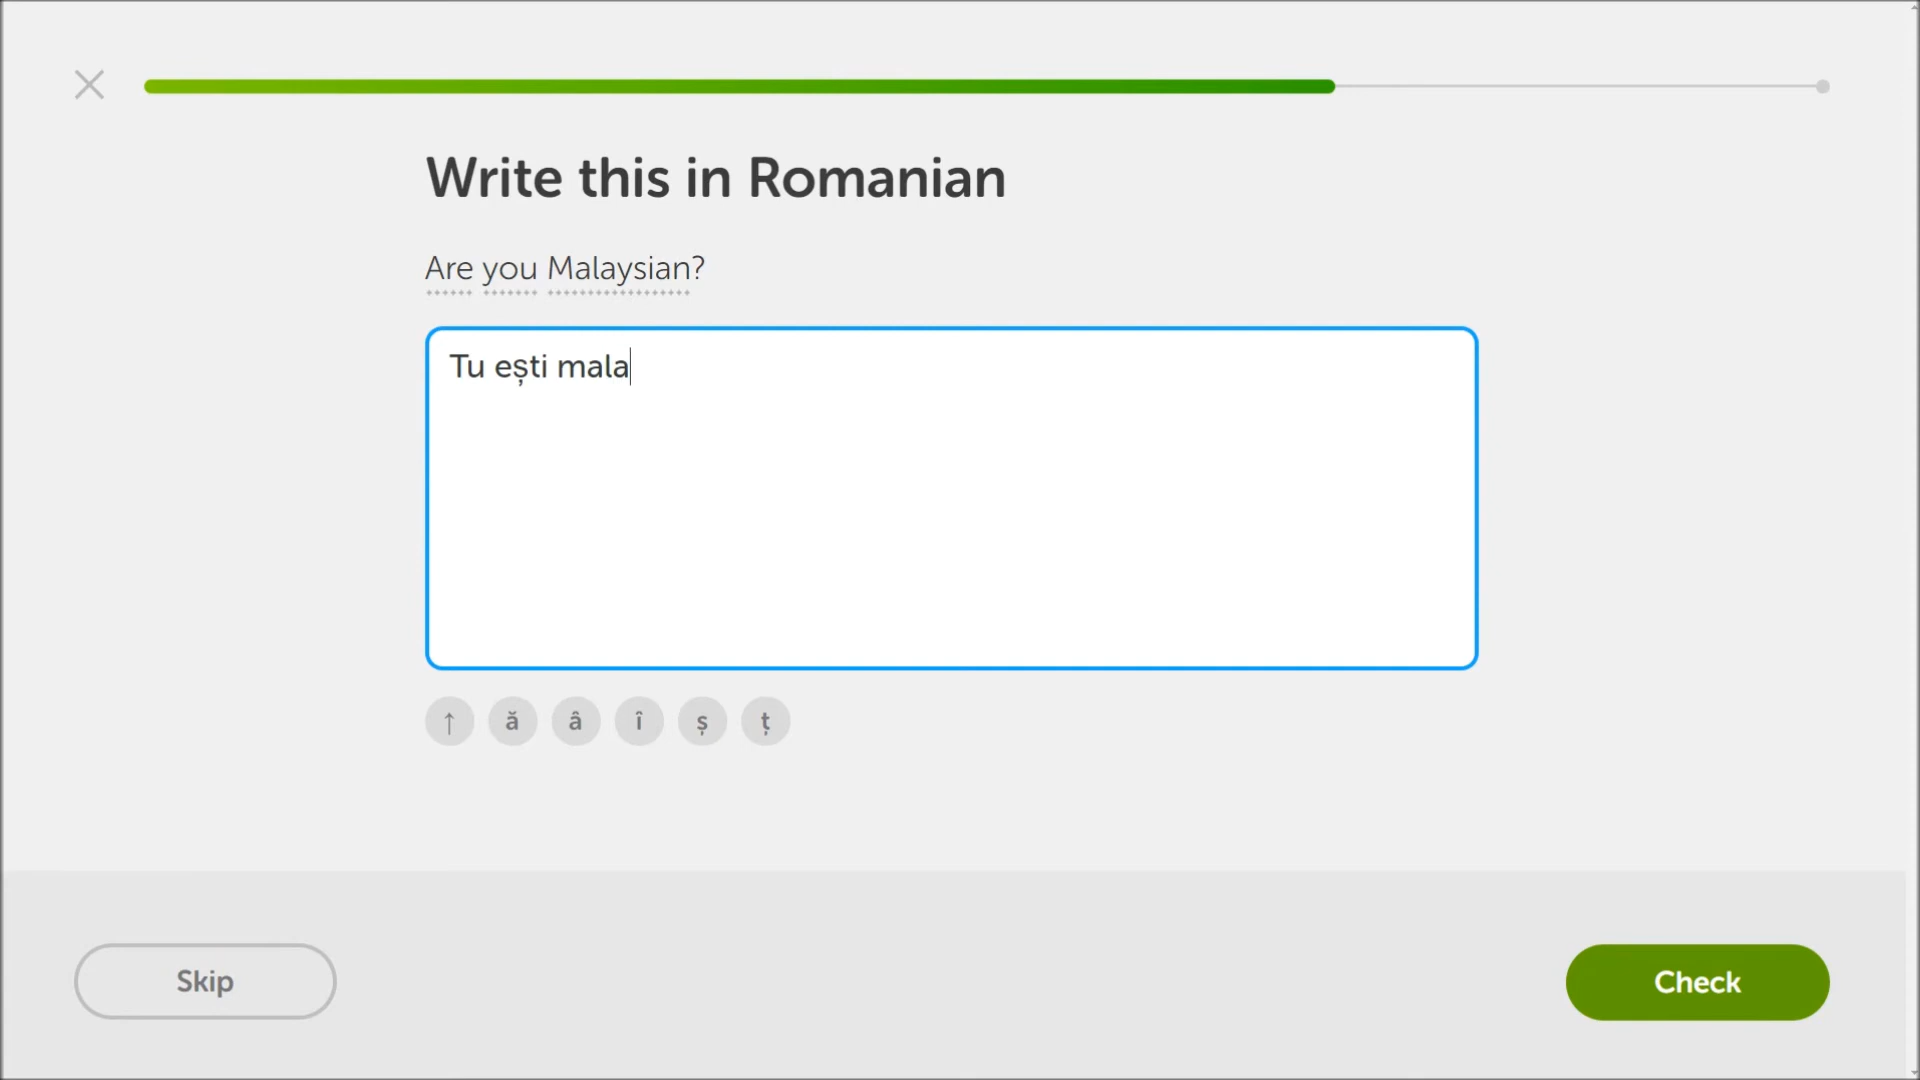 Write this in Romanian
Are you Malaysian?
Tu ești mala
↑ ă â î ș ț
Skip
Check